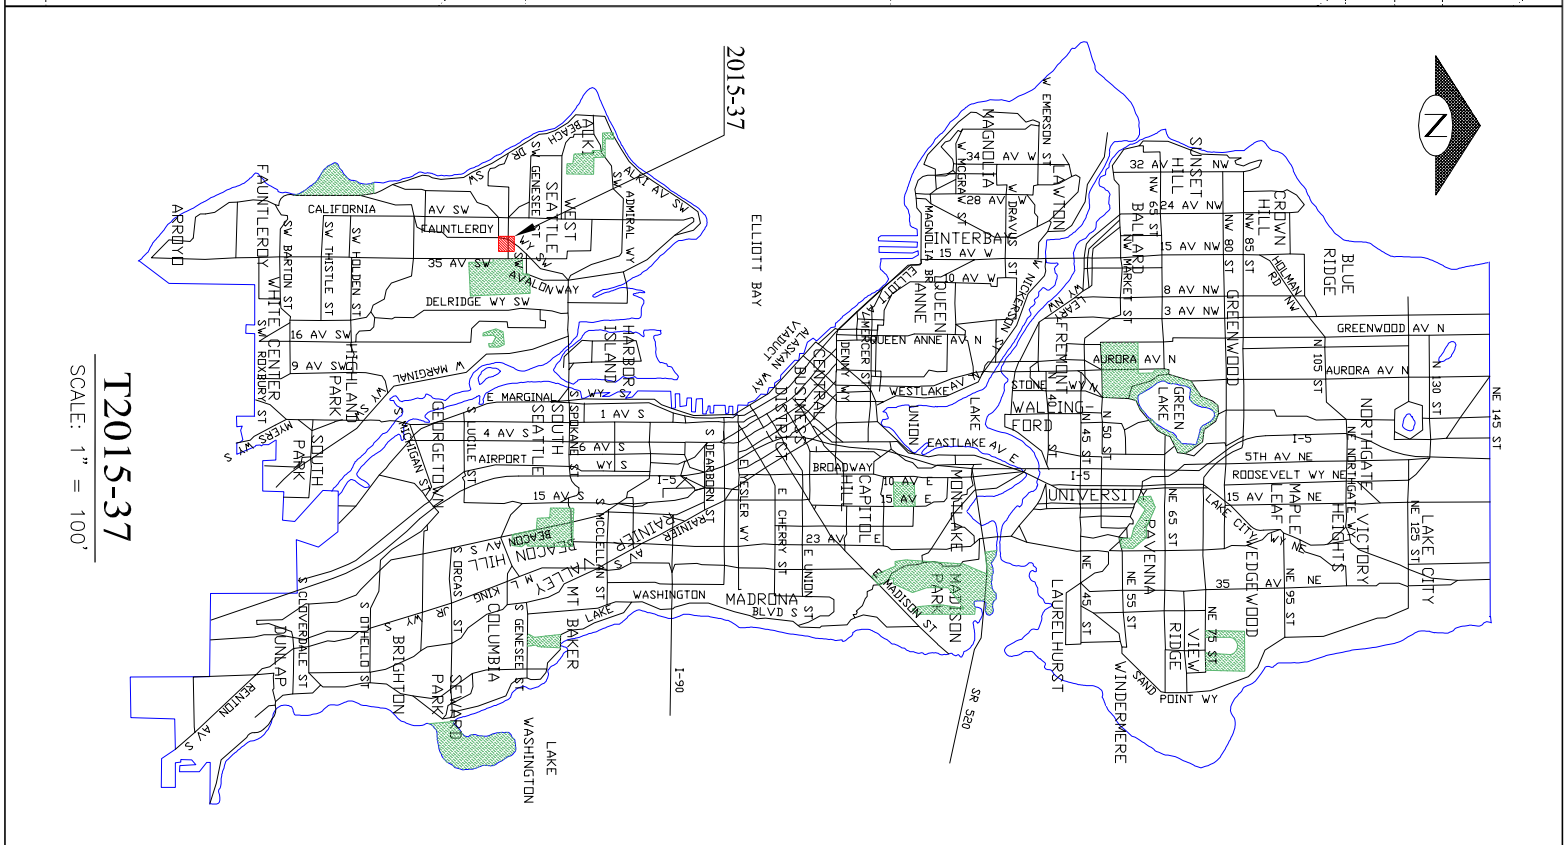 N
2015-37
T2015-37
SCALE: 1" = 100'
ELLIOTT BAY
LAKE
WASHINGTON
BLUE
RIDGE
CROWN
HILL
SUNSET
HILL
BALLARD
GREENWOOD
LAWTON
MAGNOLIA
INTERBAY
QUEEN
ANNE
FREMONT
GREEN
LAKE
WALLING-
FORD
LAKE
UNION
NORTHGATE
VICTORY
HEIGHTS
MAPLE
LEAF
LAKE CITY
WEDGEWOOD
RAVENNA
UNIVERSITY
VIEW
RIDGE
LAURELHURST
WINDERMERE
MONTLAKE
CAPITOL
HILL
MADISON
PARK
MADRONA
CENTRAL
BUSINESS
DISTRICT
HARBOR
ISLAND
ALKI
WEST
SEATTLE
FAUNTLEROY
ARROYO
WHITE CENTER
HIGHLAND
PARK
SOUTH
PARK
GEORGETOWN
SOUTH
SEATTLE
BEACON
HILL
RAINIER
VALLEY
MT BAKER
COLUMBIA
BRIGHTON
SEWARD
PARK
DUNLAP
BEACH DR SW
ALKI AV SW
SW ADMIRAL WY
SW GENESEE ST
CALIFORNIA AV SW
FAUNTLEROY WY SW
35 AV SW
AVALON WAY
DELRIDGE WY SW
16 AV SW
9 AV SW
SW BARTON ST
SW THISTLE ST
SW HOLDEN ST
SW ROXBURY ST
W MARGINAL WY S
MYERS WY S
E MARGINAL WY S
S MICHIGAN ST
S LUCILE ST
S SPOKANE ST
1 AV S
4 AV S
6 AV S
AIRPORT WY S
15 AV S
I-5
S MCCLELLAN ST
S DEARBORN ST
RAINIER AV S
BEACON AV S
M L KING JR WY S
S ORCAS ST
S GENESEE ST
S OTHELLO ST
S CLOVERDALE ST
RENTON AV S
LAKE WASHINGTON BLVD S
I-90
E YESLER WY
E CHERRY ST
E UNION ST
E MADISON ST
23 AV E
BROADWAY
10 AV E
15 AV E
ALASKAN WAY
VIADUCT
ELLIOTT AV
MERCER ST
DENNY WY
WESTLAKE AV N
EASTLAKE AV E
QUEEN ANNE AV N
10 AV W
15 AV W
28 AV W
34 AV W
W EMERSON ST
W MCGRAW ST
W DRAVUS ST
MAGNOLIA BR
W NICKERSON ST
LEARY WY NW
NW MARKET ST
32 AV NW
24 AV NW
15 AV NW
8 AV NW
3 AV NW
NW 65 ST
NW 80 ST
NW 85 ST
HOLMAN RD NW
GREENWOOD AV N
AURORA AV N
AURORA AV N
N 105 ST
N 130 ST
NE 145 ST
STONE WY N
N 45 ST
N 50 ST
I-5
I-5
5TH AV NE
ROOSEVELT WY NE
15 AV NE
NE NORTHGATE WY
NE 125 ST
LAKE CITY WY NE
35 AV NE
NE 95 ST
NE 75 ST
NE 65 ST
NE 55 ST
NE 45 ST
SAND POINT WY
SR 520